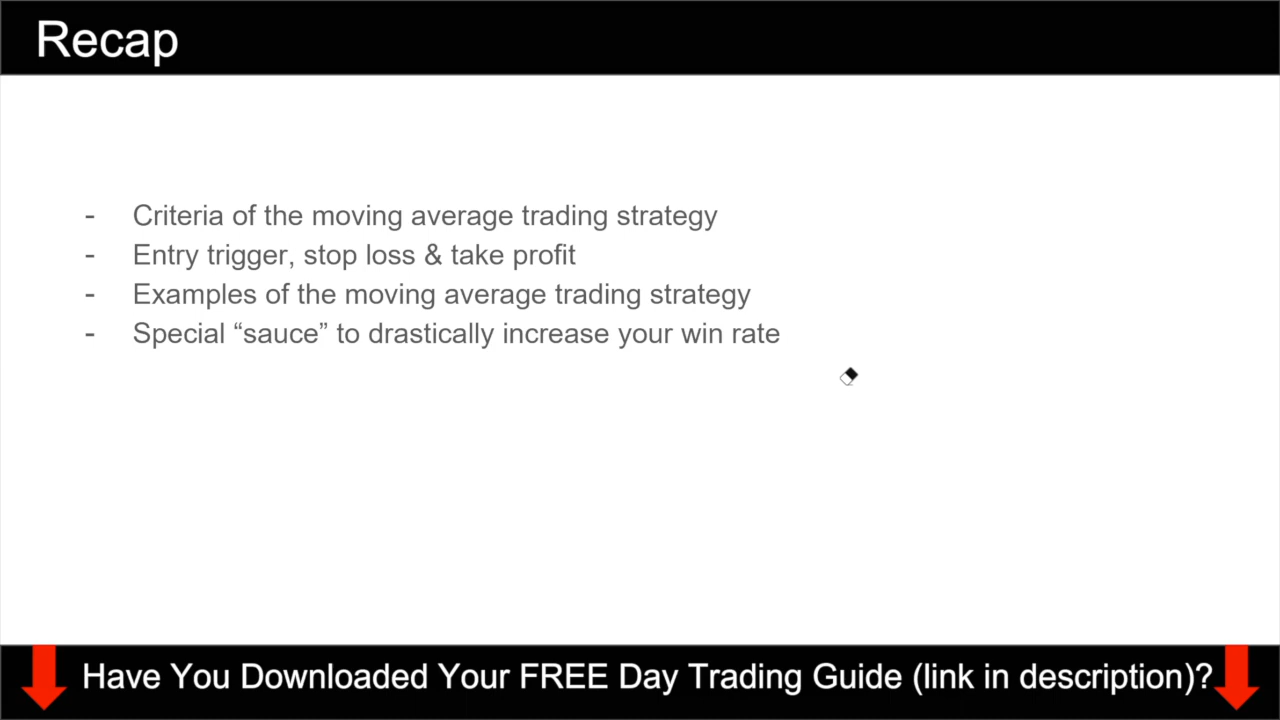 Recap
- Criteria of the moving average trading strategy
- Entry trigger, stop loss & take profit
- Examples of the moving average trading strategy
- Special “sauce” to drastically increase your win rate
Have You Downloaded Your FREE Day Trading Guide (link in description)?